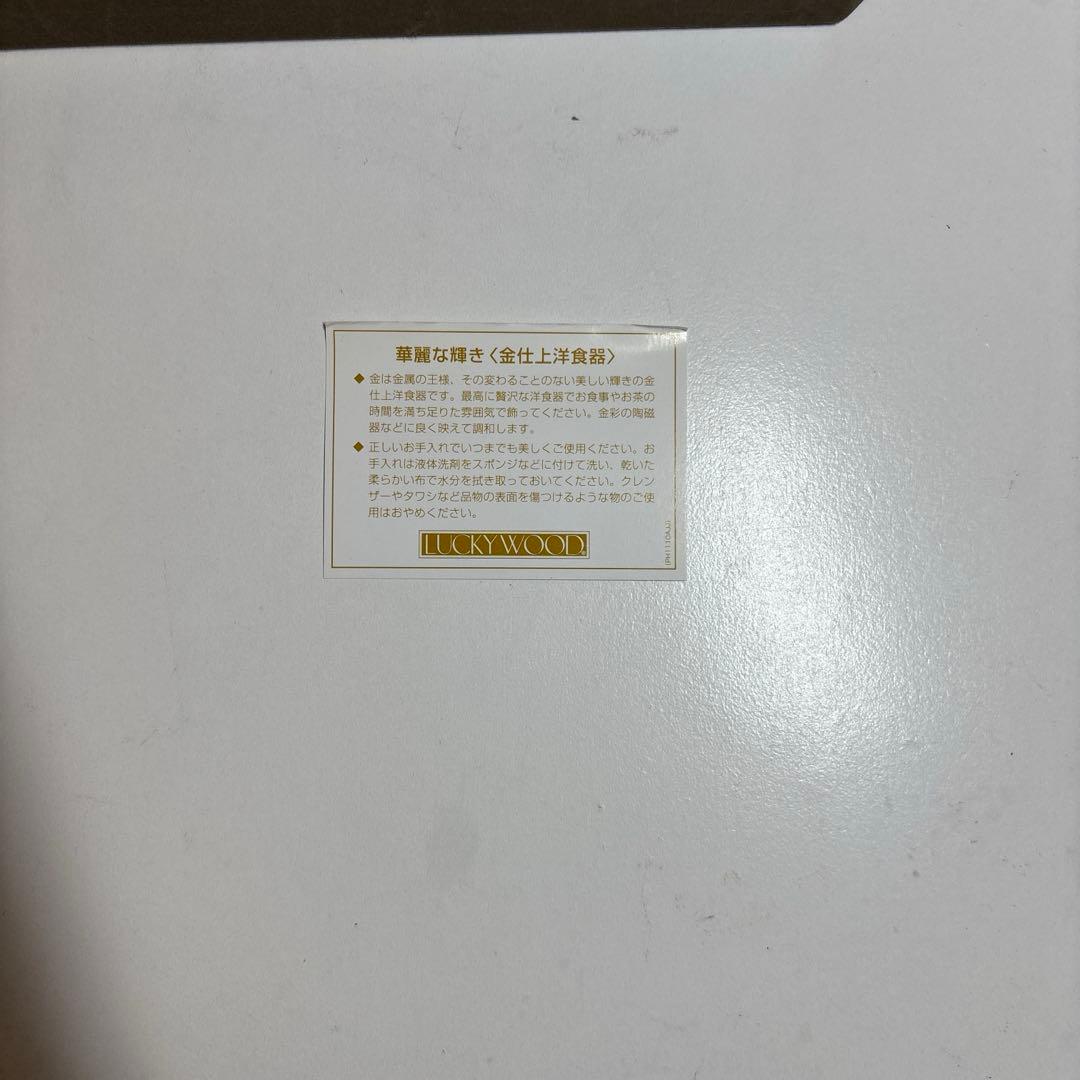 華麗な輝き〈金仕上洋食器〉
◆ 金は金属の王様、その変わることのない美しい輝きの金
仕上洋食器です。最高に贅沢な洋食器でお食事やお茶の
時間を満ち足りた雰囲気で飾ってください。金彩の陶磁
器などに良く映えて調和します。
◆ 正しいお手入れでいつまでも美しくご使用ください。お
手入れは液体洗剤をスポンジなどに付けて洗い、乾いた
柔らかい布で水分を拭き取っておいてください。クレン
ザーやタワシなど品物の表面を傷つけるような物のご使
用はおやめください。
LUCKYWOOD®